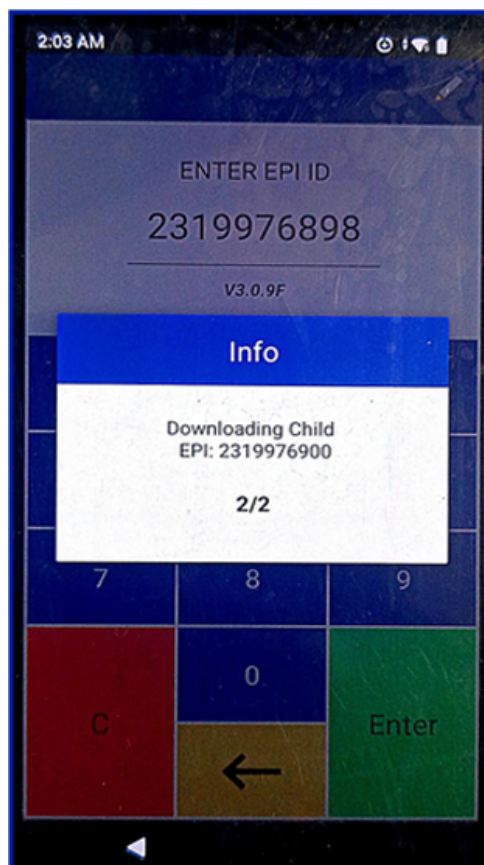 2:03 AM
ENTER EPI ID
2319976898
V3.0.9F
Info
Downloading Child
EPI: 2319976900
2/2
7 8 9
0
C Enter